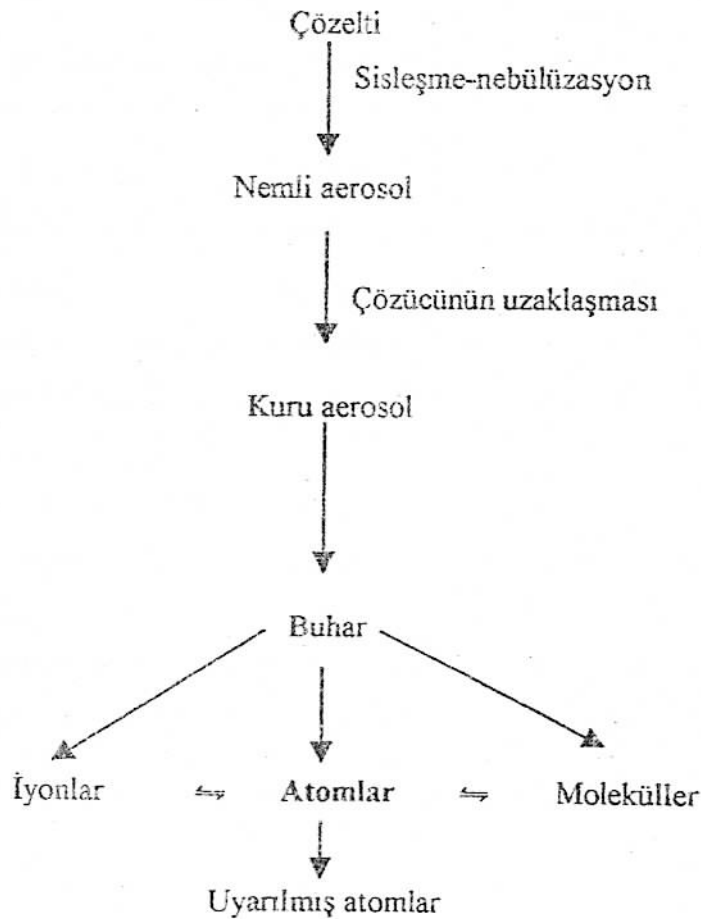 Çözelti
Sisleşme-nebülüzasyon
Nemli aerosol
Çözücünün uzaklaşması
Kuru aerosol
Buhar
İyonlar ⇋ Atomlar ⇋ Moleküller
Uyarılmış atomlar